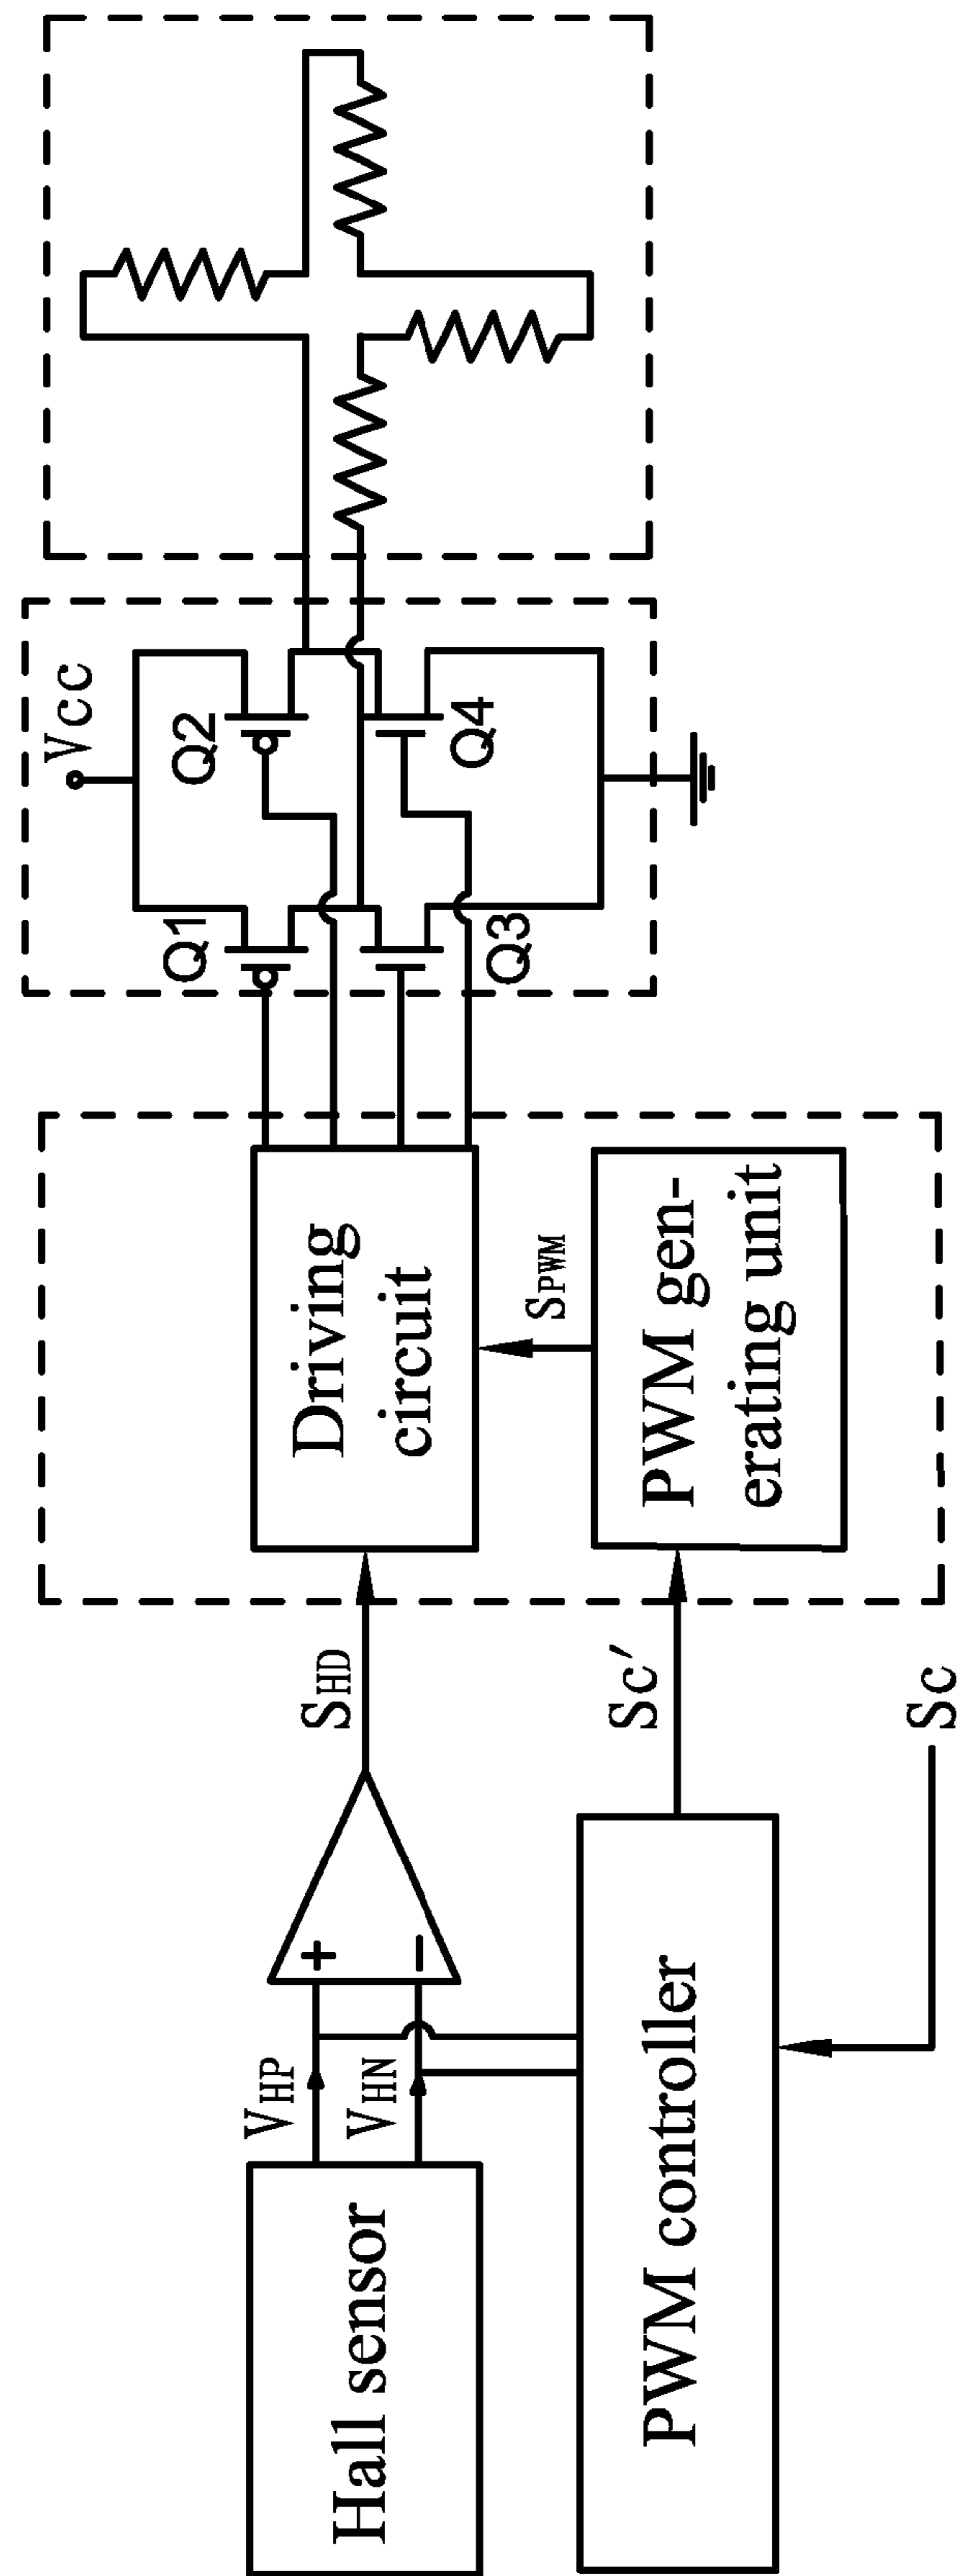 Hall sensor
VHP
VHN
+
−
SHD
PWM controller
Sc
Sc′
Driving
circuit
SPWM
PWM gen-
erating unit
Vcc
Q1
Q2
Q3
Q4